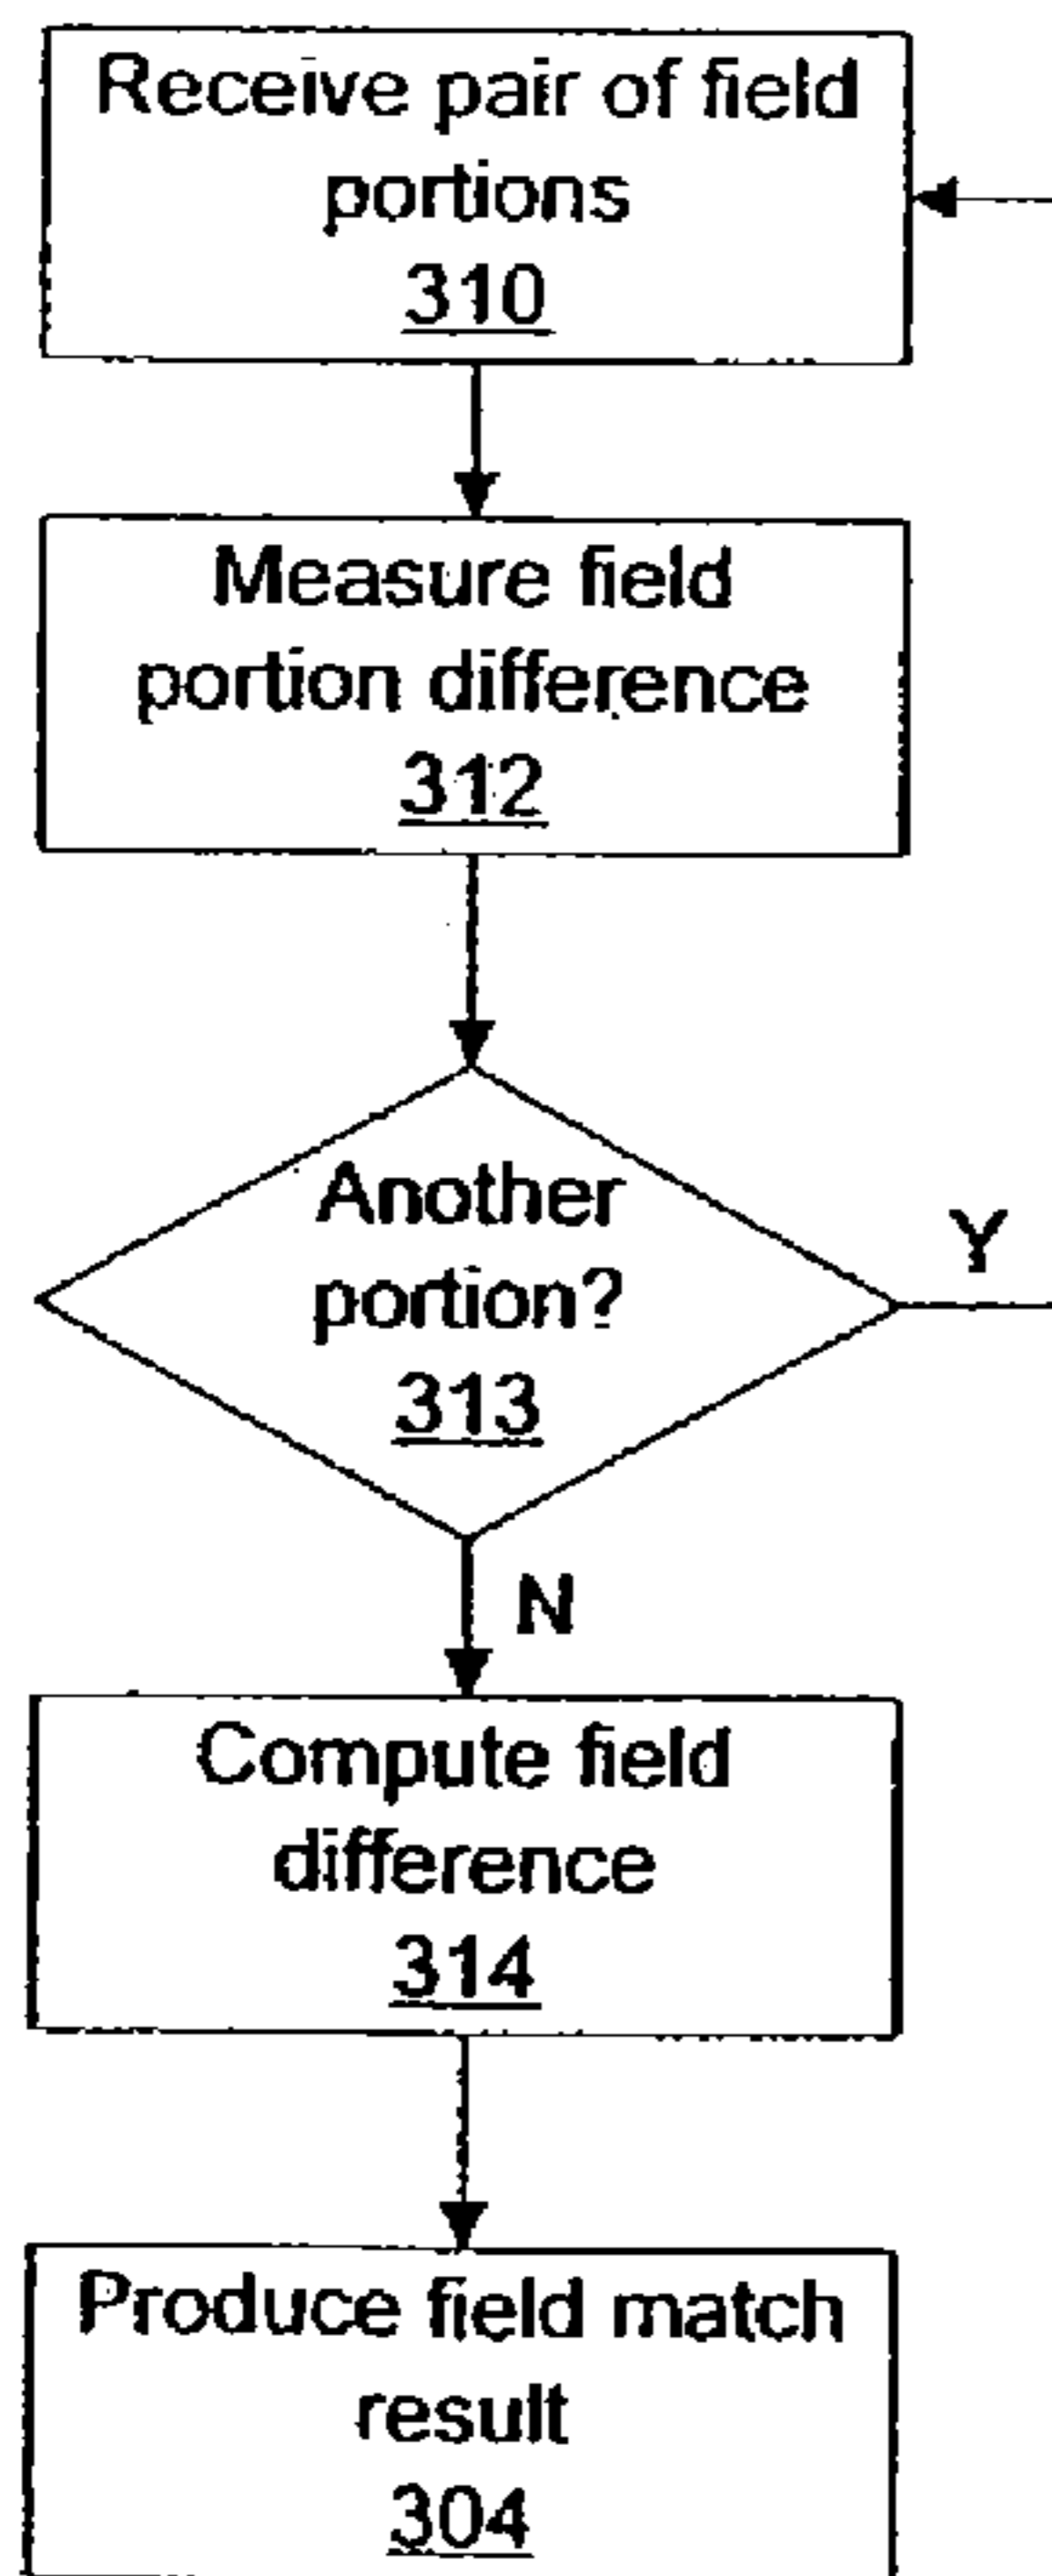 Receive pair of field
portions
310
Measure field
portion difference
312
Another
portion?
313
Y
N
Compute field
difference
314
Produce field match
result
304